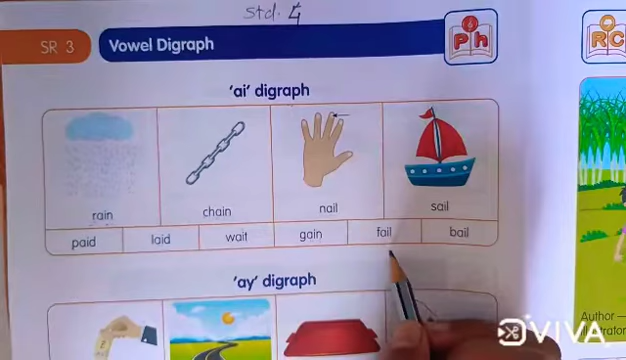 Std. 4
SR 3
Vowel Digraph
Ph
RC
'ai' digraph
rain chain nail sail
paid laid wait gain fail bail
'ay' digraph
Author —
VIVA